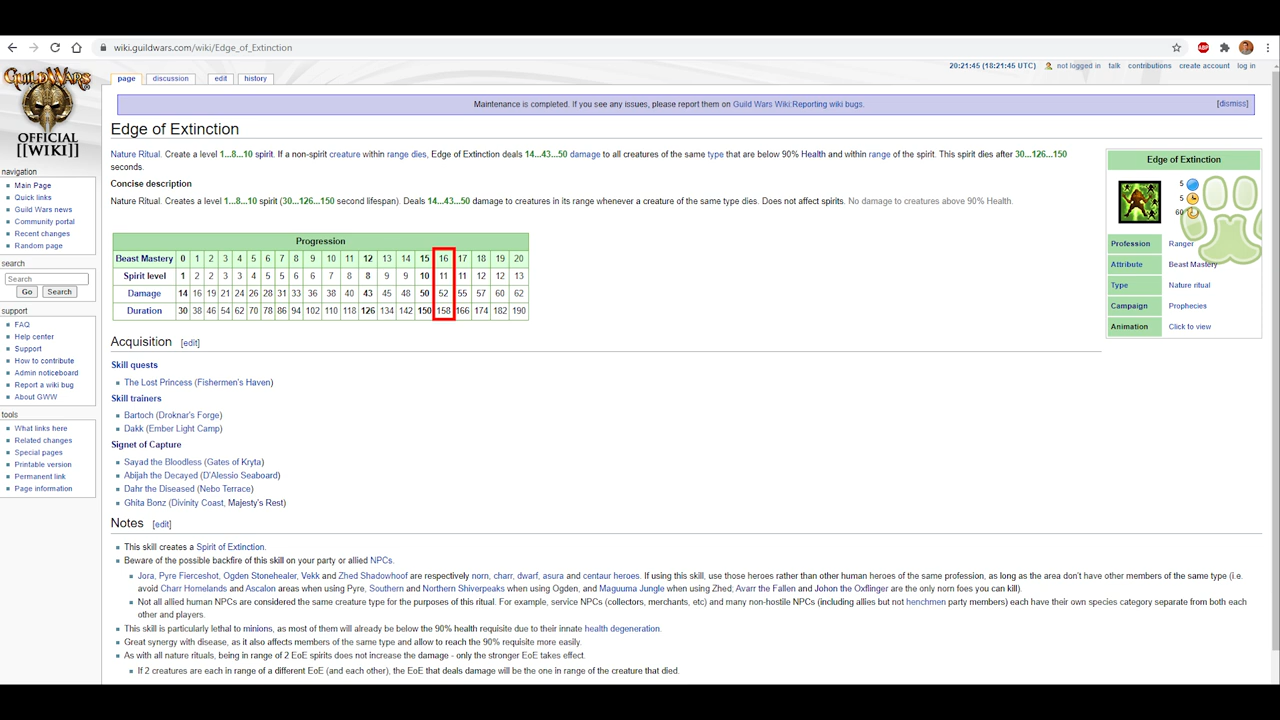 wiki.guildwars.com/wiki/Edge_of_Extinction
ABP
20:21:45 (18:21:45 UTC) not logged in talk contributions create account log in
GUILDWARS
OFFICIAL
[[WIKI]]
page discussion edit history
Maintenance is completed. If you see any issues, please report them on Guild Wars Wiki:Reporting wiki bugs. [dismiss]
Edge of Extinction
Nature Ritual. Create a level 1...8...10 spirit. If a non-spirit creature within range dies, Edge of Extinction deals 14...43...50 damage to all creatures of the same type that are below 90% Health and within range of the spirit. This spirit dies after 30...126...150
seconds.
Concise description
Nature Ritual. Creates a level 1...8...10 spirit (30...126...150 second lifespan). Deals 14...43...50 damage to creatures in its range whenever a creature of the same type dies. Does not affect spirits. No damage to creatures above 90% Health.
Edge of Extinction
5
5
60
Profession Ranger
Attribute Beast Mastery
Type Nature ritual
Campaign Prophecies
Animation Click to view
navigation
Main Page
Quick links
Guild Wars news
Community portal
Recent changes
Random page
search
Search
Go Search
support
FAQ
Help center
Support
How to contribute
Admin noticeboard
Report a wiki bug
About GWW
tools
What links here
Related changes
Special pages
Printable version
Permanent link
Page information
Progression
Beast Mastery 0 1 2 3 4 5 6 7 8 9 10 11 12 13 14 15 16 17 18 19 20
Spirit level 1 2 2 3 3 4 5 5 6 6 7 8 8 9 9 10 11 11 12 12 13
Damage 14 16 19 21 24 26 28 31 33 36 38 40 43 45 48 50 52 55 57 60 62
Duration 30 38 46 54 62 70 78 86 94 102 110 118 126 134 142 150 158 166 174 182 190
Acquisition [edit]
Skill quests
The Lost Princess (Fishermen's Haven)
Skill trainers
Bartoch (Droknar's Forge)
Dakk (Ember Light Camp)
Signet of Capture
Sayad the Bloodless (Gates of Kryta)
Abijah the Decayed (D'Alessio Seaboard)
Dahr the Diseased (Nebo Terrace)
Ghita Bonz (Divinity Coast, Majesty's Rest)
Notes [edit]
This skill creates a Spirit of Extinction.
Beware of the possible backfire of this skill on your party or allied NPCs.
Jora, Pyre Fierceshot, Ogden Stonehealer, Vekk and Zhed Shadowhoof are respectively norn, charr, dwarf, asura and centaur heroes. If using this skill, use those heroes rather than other human heroes of the same profession, as long as the area don't have other members of the same type (i.e.
avoid Charr Homelands and Ascalon areas when using Pyre, Southern and Northern Shiverpeaks when using Ogden, and Maguuma Jungle when using Zhed; Avarr the Fallen and Johon the Oxflinger are the only norn foes you can kill).
Not all allied human NPCs are considered the same creature type for the purposes of this ritual. For example, service NPCs (collectors, merchants, etc) and many non-hostile NPCs (including allies but not henchmen party members) each have their own species category separate from both each
other and players.
This skill is particularly lethal to minions, as most of them will already be below the 90% health requisite due to their innate health degeneration.
Great synergy with disease, as it also affects members of the same type and allow to reach the 90% requisite more easily.
As with all nature rituals, being in range of 2 EoE spirits does not increase the damage - only the stronger EoE takes effect.
If 2 creatures are each in range of a different EoE (and each other), the EoE that deals damage will be the one in range of the creature that died.